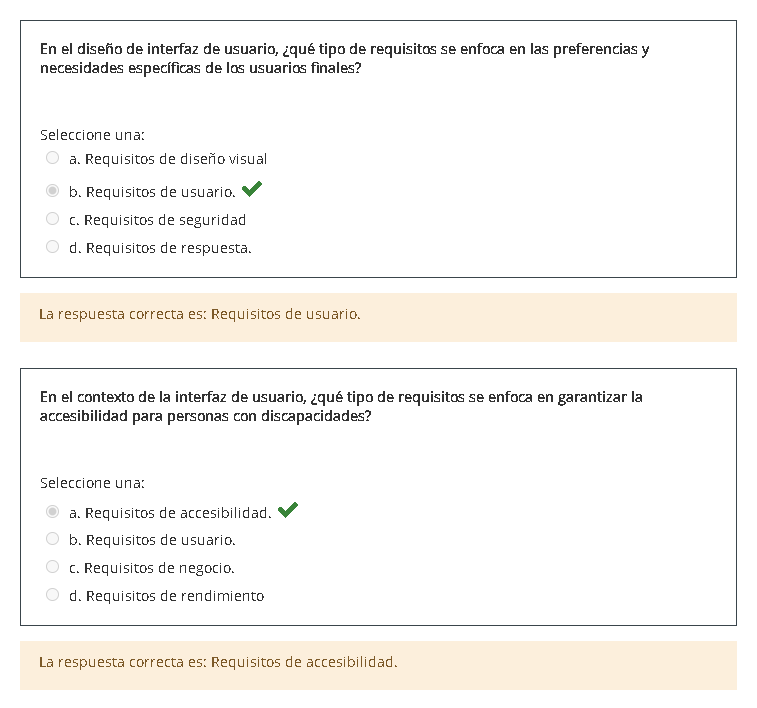 En el diseño de interfaz de usuario, ¿qué tipo de requisitos se enfoca en las preferencias y
necesidades específicas de los usuarios finales?
Seleccione una:
a. Requisitos de diseño visual
b. Requisitos de usuario.
c. Requisitos de seguridad
d. Requisitos de respuesta.
La respuesta correcta es: Requisitos de usuario.
En el contexto de la interfaz de usuario, ¿qué tipo de requisitos se enfoca en garantizar la
accesibilidad para personas con discapacidades?
Seleccione una:
a. Requisitos de accesibilidad.
b. Requisitos de usuario.
c. Requisitos de negocio.
d. Requisitos de rendimiento
La respuesta correcta es: Requisitos de accesibilidad.